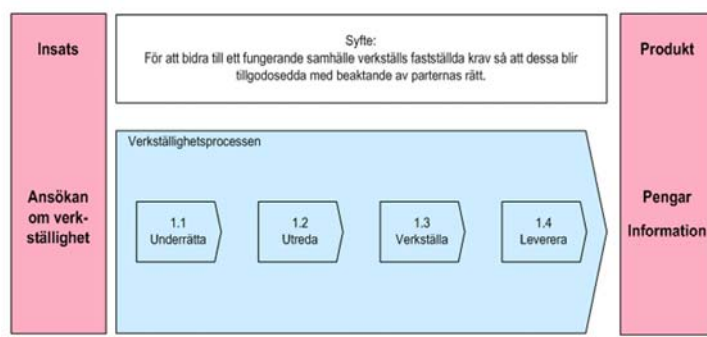 Insats
Ansökan
om verk-
ställighet
Syfte:
För att bidra till ett fungerande samhälle verkställs fastställda krav så att dessa blir
tillgodosedda med beaktande av parternas rätt.
Verkställighetsprocessen
1.1
Underrätta
1.2
Utreda
1.3
Verkställa
1.4
Leverera
Produkt
Pengar
Information